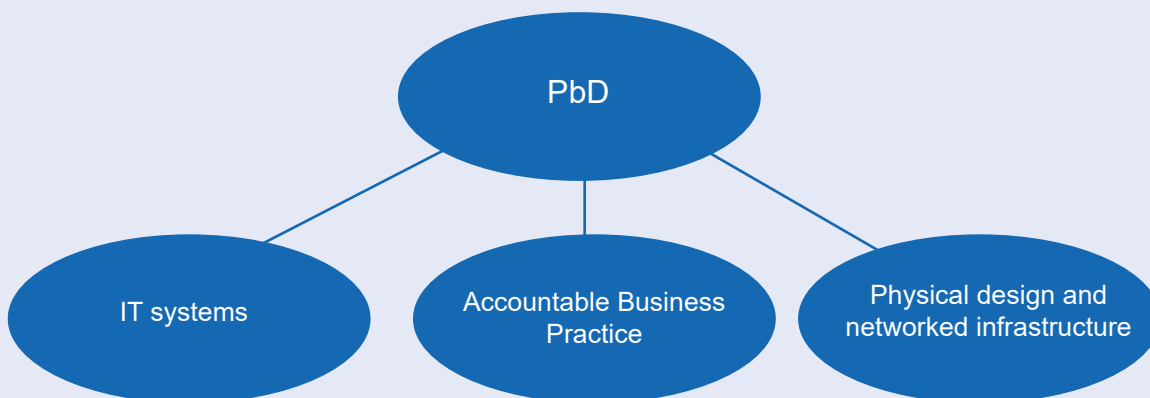 PbD
IT systems
Accountable Business
Practice
Physical design and
networked infrastructure